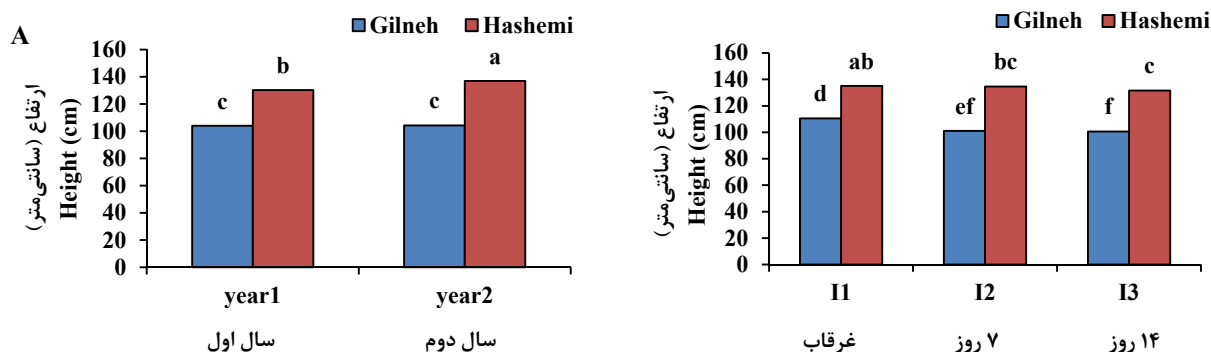 A
Gilneh Hashemi
ارتفاع (سانتی‌متر)
Height (cm)
160
140
120
100
80
60
40
20
0
c b c a
year1 year2
سال اول سال دوم
Gilneh Hashemi
ارتفاع (سانتی‌متر)
Height (cm)
160
140
120
100
80
60
40
20
0
d ab ef bc f c
I1 I2 I3
غرقاب ۷ روز ۱۴ روز